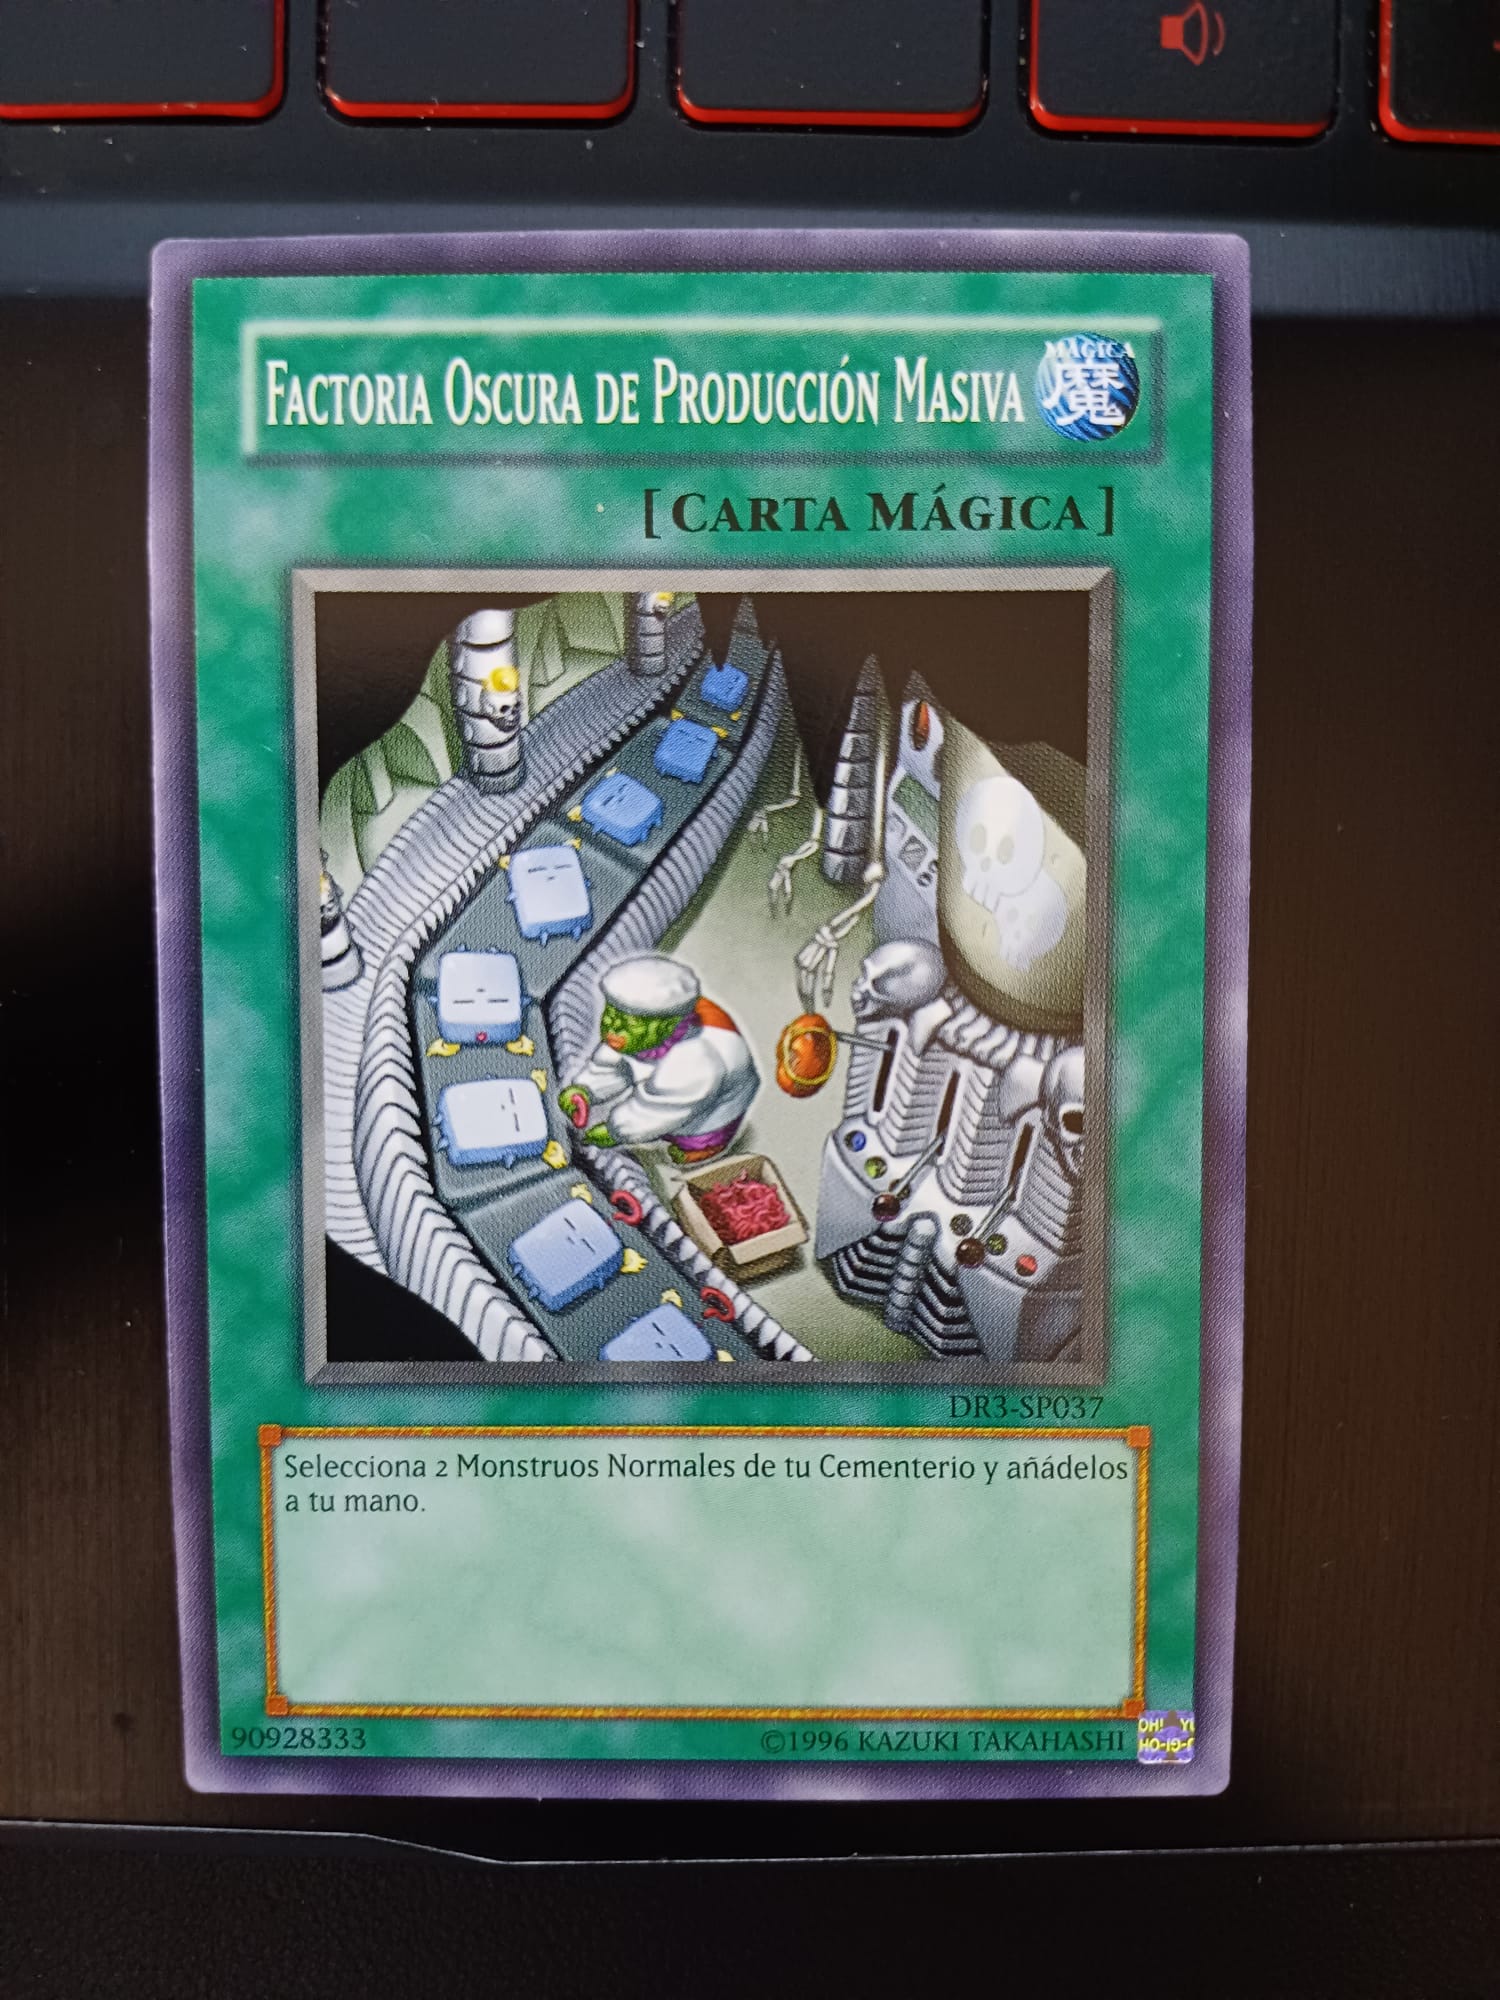 FACTORIA OSCURA DE PRODUCCIÓN MASIVA
MÁGICA
魔
[CARTA MÁGICA]
DR3-SP037
Selecciona 2 Monstruos Normales de tu Cementerio y añádelos
a tu mano.
90928333
©1996 KAZUKI TAKAHASHI